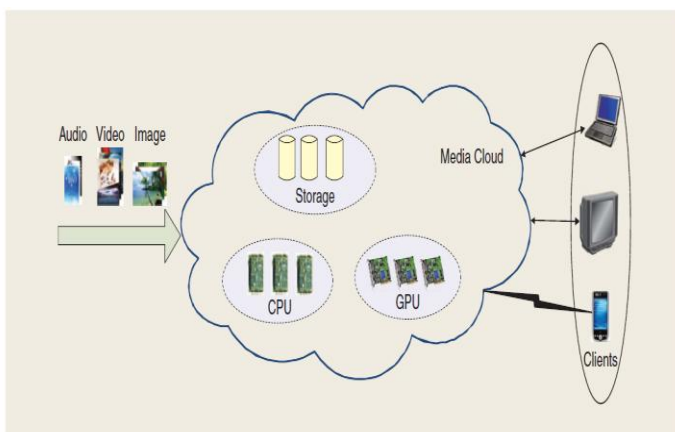 Audio Video Image
Media Cloud
Storage
CPU
GPU
Clients